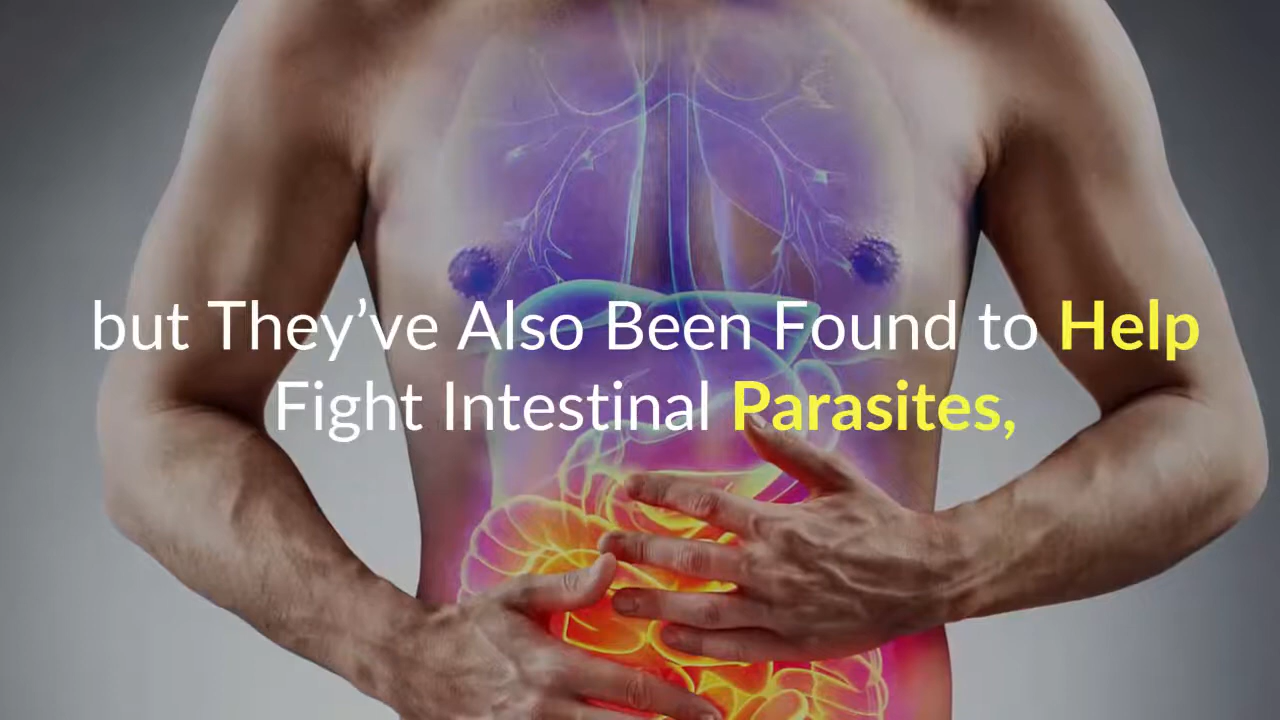 but They’ve Also Been Found to Help
Fight Intestinal Parasites,